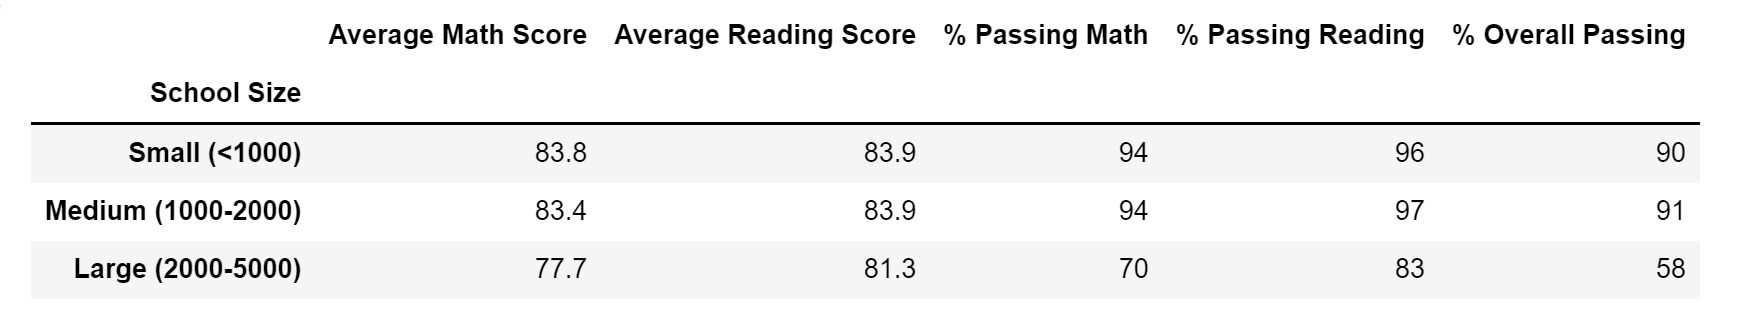 Average Math Score Average Reading Score % Passing Math % Passing Reading % Overall Passing
School Size
Small (<1000) 83.8 83.9 94 96 90
Medium (1000-2000) 83.4 83.9 94 97 91
Large (2000-5000) 77.7 81.3 70 83 58